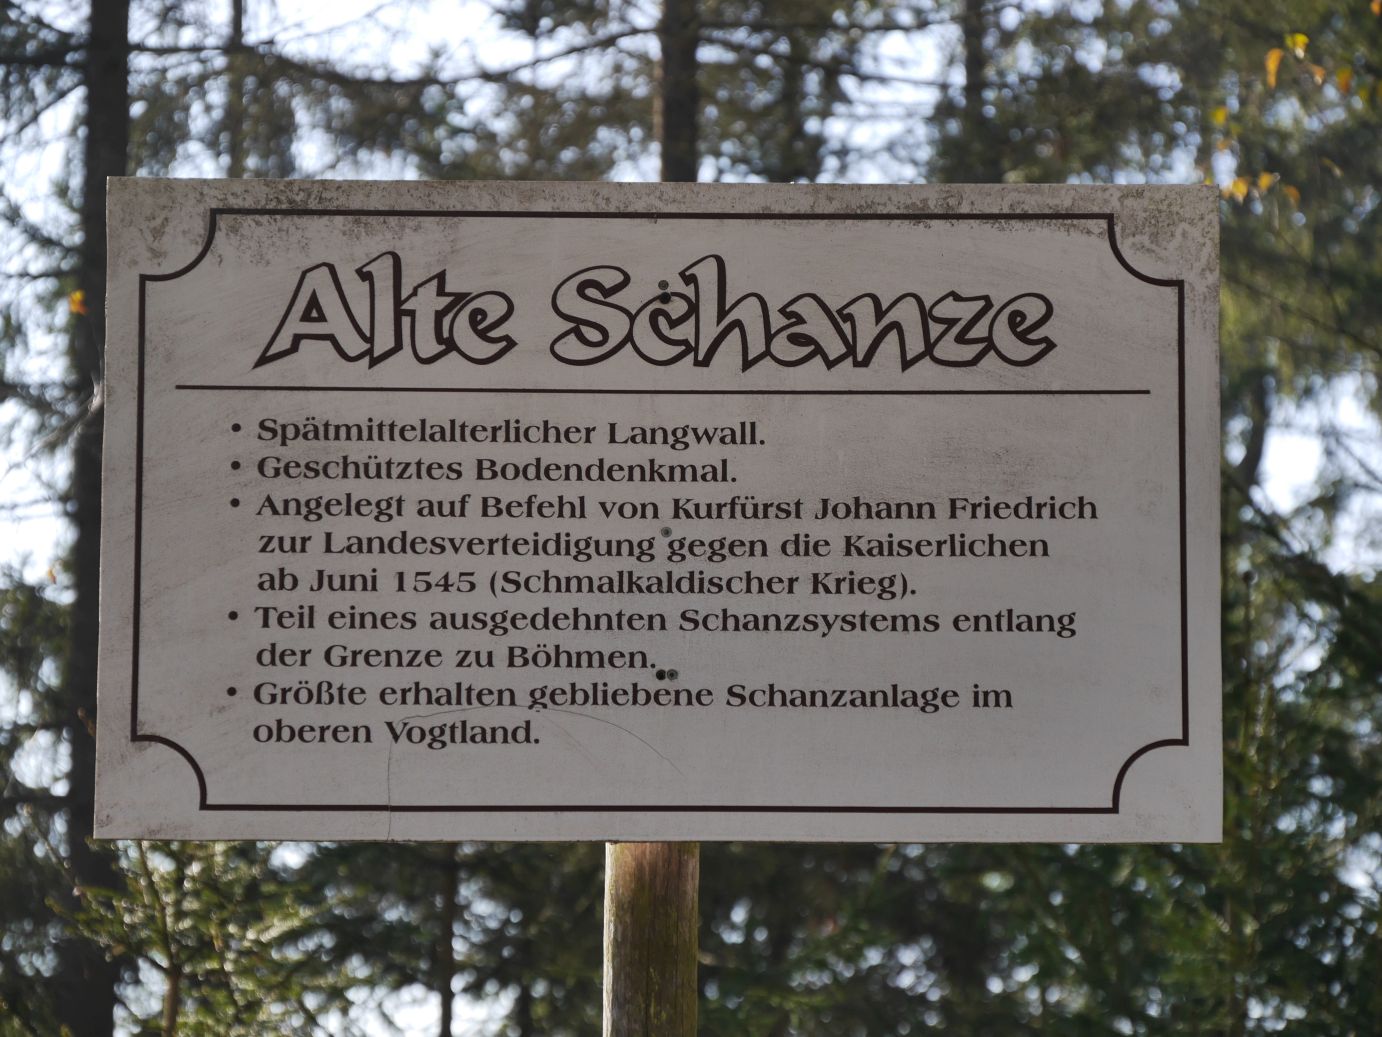 Alte Schanze
• Spätmittelalterlicher Langwall.
• Geschütztes Bodendenkmal.
• Angelegt auf Befehl von Kurfürst Johann Friedrich
zur Landesverteidigung gegen die Kaiserlichen
ab Juni 1545 (Schmalkaldischer Krieg).
• Teil eines ausgedehnten Schanzsystems entlang
der Grenze zu Böhmen.
• Größte erhalten gebliebene Schanzanlage im
oberen Vogtland.